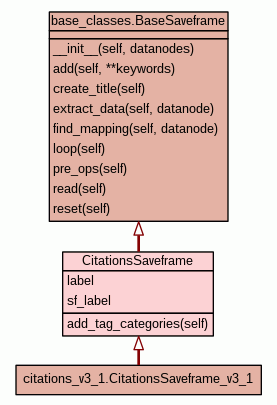 base_classes.BaseSaveframe
__init__(self, datanodes)
add(self, **keywords)
create_title(self)
extract_data(self, datanode)
find_mapping(self, datanode)
loop(self)
pre_ops(self)
read(self)
reset(self)
CitationsSaveframe
label
sf_label
add_tag_categories(self)
citations_v3_1.CitationsSaveframe_v3_1